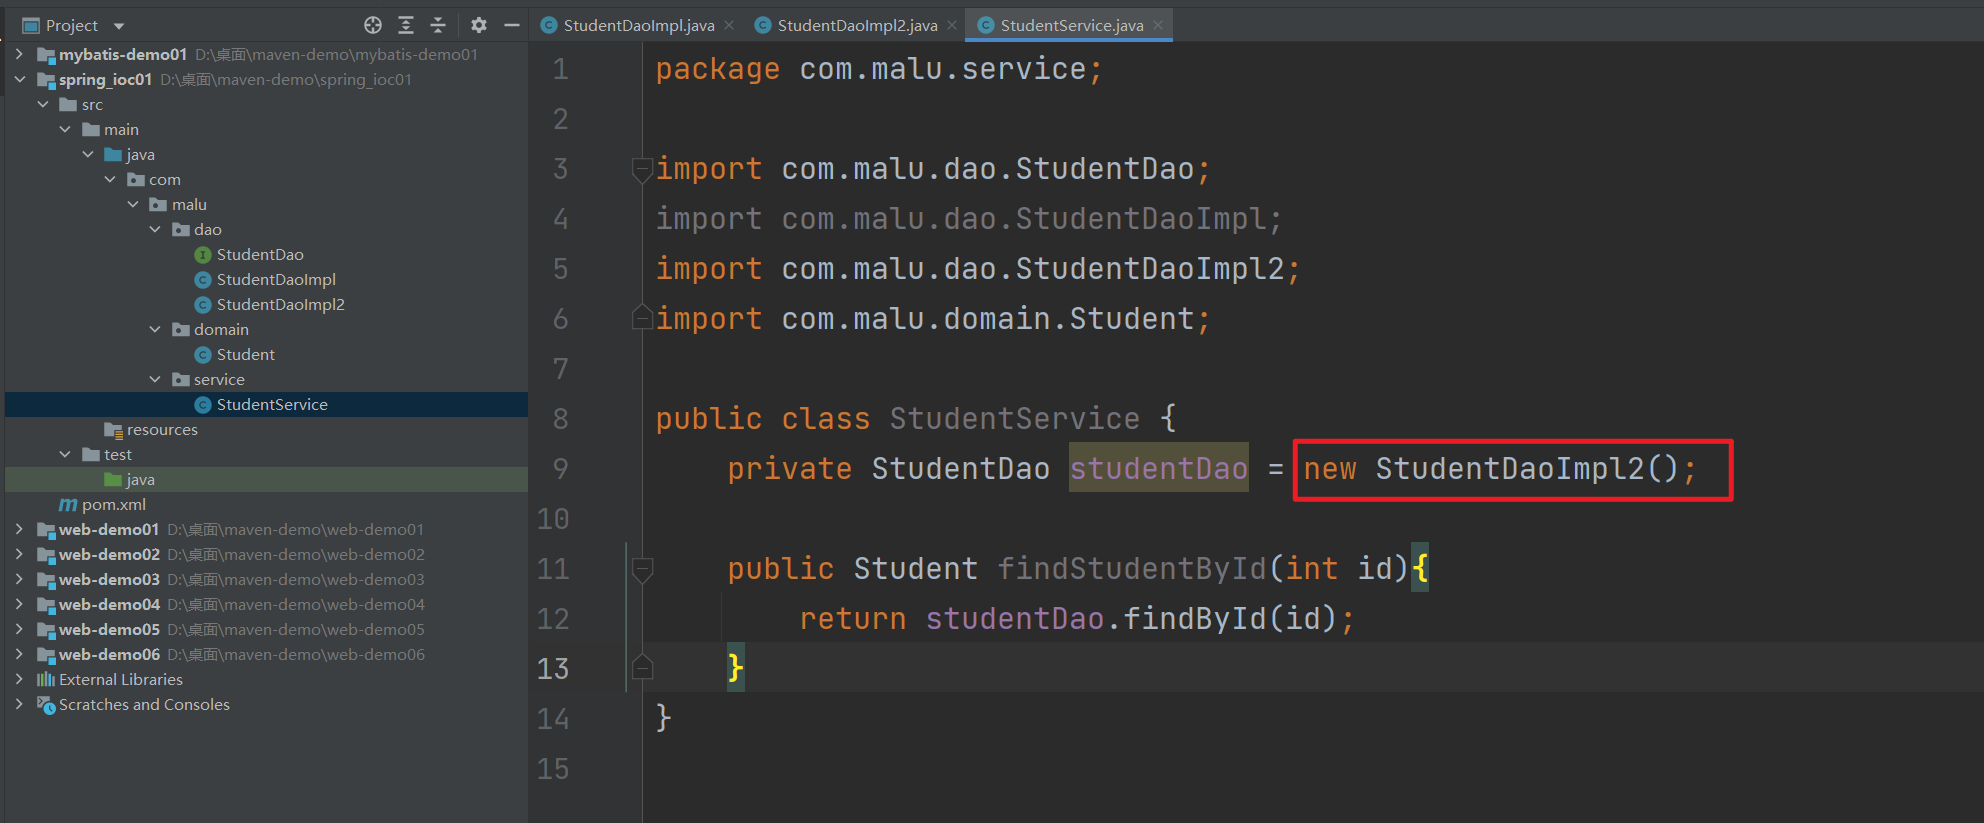 Project
mybatis-demo01 D:\桌面\maven-demo\mybatis-demo01
spring_ioc01 D:\桌面\maven-demo\spring_ioc01
src
main
java
com
malu
dao
StudentDao
StudentDaoImpl
StudentDaoImpl2
domain
Student
service
StudentService
resources
test
java
pom.xml
web-demo01 D:\桌面\maven-demo\web-demo01
web-demo02 D:\桌面\maven-demo\web-demo02
web-demo03 D:\桌面\maven-demo\web-demo03
web-demo04 D:\桌面\maven-demo\web-demo04
web-demo05 D:\桌面\maven-demo\web-demo05
web-demo06 D:\桌面\maven-demo\web-demo06
External Libraries
Scratches and Consoles
StudentDaoImpl.java StudentDaoImpl2.java StudentService.java
1 package com.malu.service;
2
3 import com.malu.dao.StudentDao;
4 import com.malu.dao.StudentDaoImpl;
5 import com.malu.dao.StudentDaoImpl2;
6 import com.malu.domain.Student;
7
8 public class StudentService {
9 private StudentDao studentDao = new StudentDaoImpl2();
10
11 public Student findStudentById(int id){
12 return studentDao.findById(id);
13 }
14 }
15